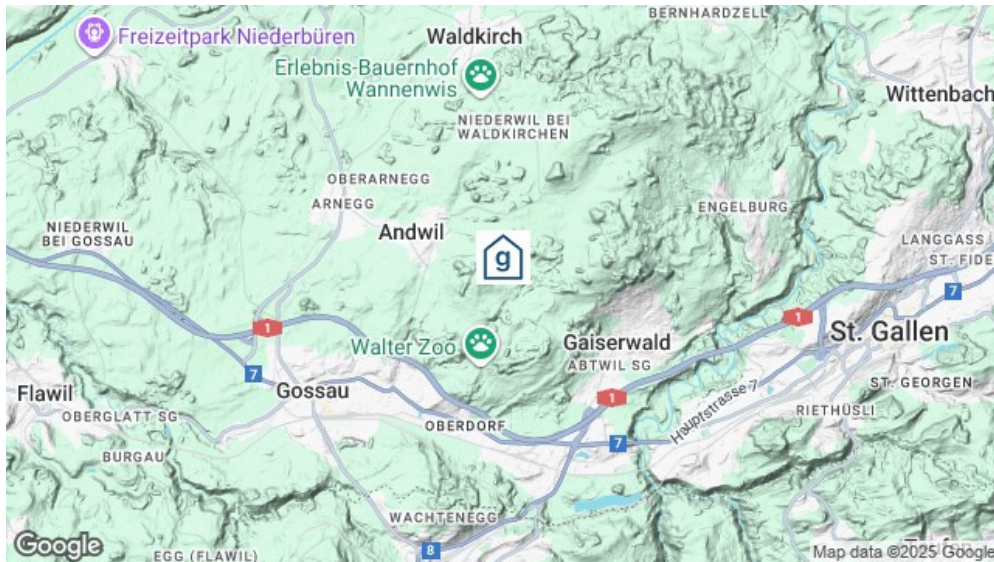 BERNHARDZELL
Freizeitpark Niederbüren
Waldkirch
Erlebnis-Bauernhof
Wannenwis
Wittenbach
NIEDERWIL BEI
WALDKIRCHEN
OBERARNEGG
ARNEGG
ENGELBURG
NIEDERWIL
BEI GOSSAU
Andwil
LANGGASS
ST. FIDE
g
7
1
1
Walter Zoo
Gaiserwald
ABTWIL SG
St. Gallen
7
Flawil
Gossau
ST. GEORGEN
1
Hauptstrasse 7
RIETHÜSLI
OBERGLATT SG
OBERDORF
7
BURGAU
WACHTENEGG
8
EGG (FLAWIL)
Google
Map data ©2025 Google